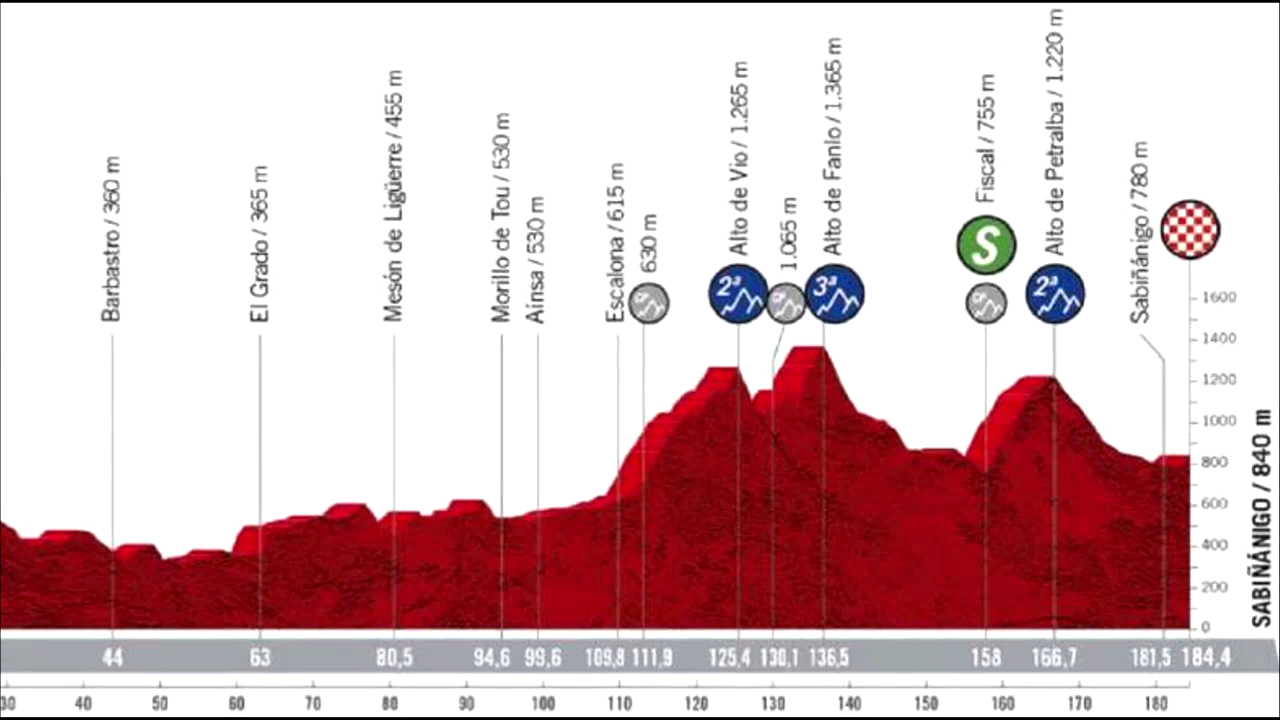 Barbastro / 360 m
El Grado / 365 m
Mesón de Ligüerre / 455 m
Morillo de Tou / 530 m
Aínsa / 530 m
Escalona / 615 m
630 m
Alto de Vio / 1.265 m
1.065 m
Alto de Fanlo / 1.365 m
Fiscal / 755 m
Alto de Petralba / 1.220 m
Sabiñánigo / 780 m
2ª
3ª
S
2ª
1600
1400
1200
1000
800
600
400
200
0
SABIÑÁNIGO / 840 m
44 63 80,5 94,6 99,6 109,8 111,9 125,4 130,1 136,5 158 166,7 181,5 184,4
30 40 50 60 70 80 90 100 110 120 130 140 150 160 170 180